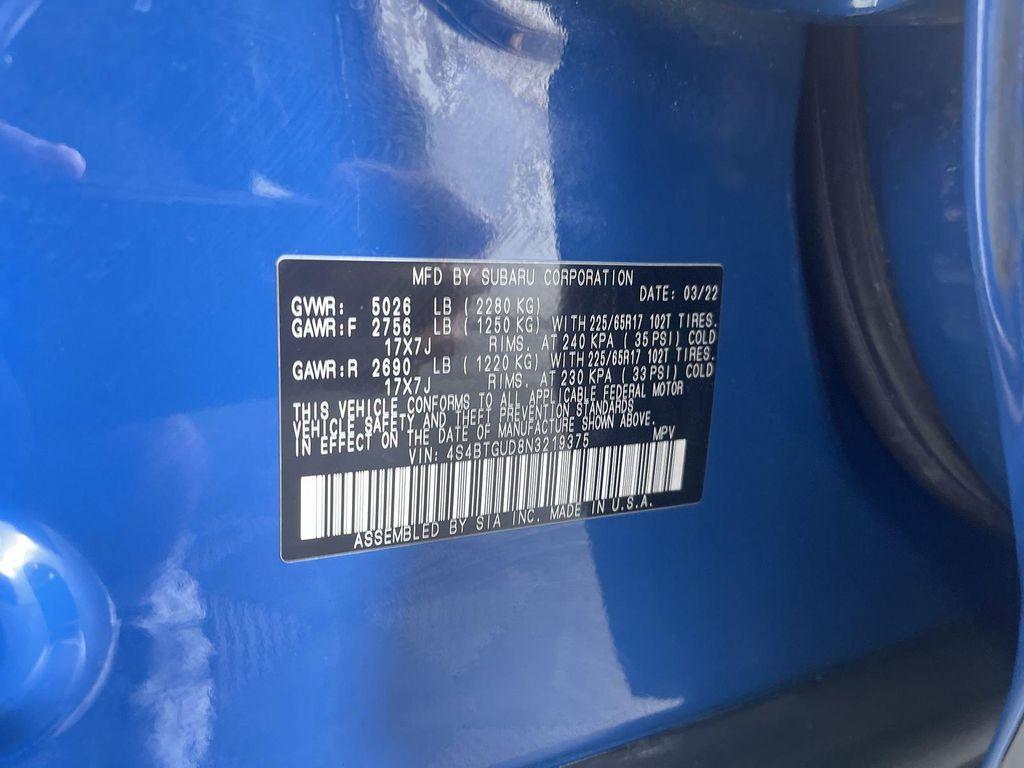 MFD BY SUBARU CORPORATION
DATE: 03/22
GVWR: 5026 LB ( 2280 KG)
GAWR:F 2756 LB ( 1250 KG) WITH 225/65R17 102T TIRES.
17X7J RIMS. AT 240 KPA ( 35 PSI) COLD
GAWR:R 2690 LB ( 1220 KG) WITH 225/65R17 102T TIRES.
17X7J RIMS. AT 230 KPA ( 33 PSI) COLD
THIS VEHICLE CONFORMS TO ALL APPLICABLE FEDERAL MOTOR
VEHICLE SAFETY AND THEFT PREVENTION STANDARDS
IN EFFECT ON THE DATE OF MANUFACTURE SHOWN ABOVE.
VIN: 4S4BTGUD8N3219375 MPV
ASSEMBLED BY SIA INC. MADE IN U.S.A.